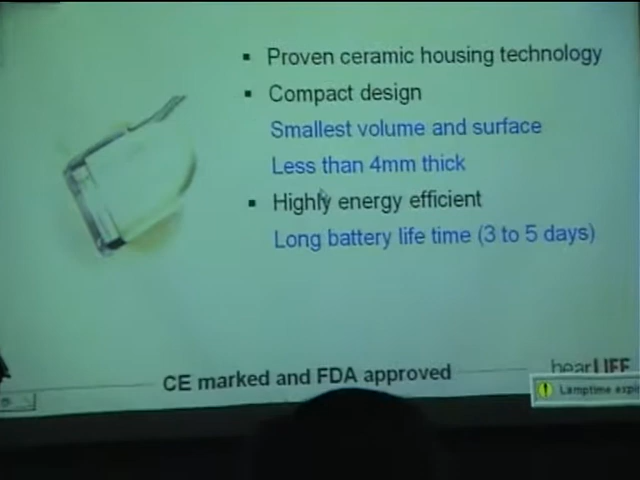 Proven ceramic housing technology
Compact design
Smallest volume and surface
Less than 4mm thick
Highly energy efficient
Long battery life time (3 to 5 days)
CE marked and FDA approved
hearLIFE
Lamptime